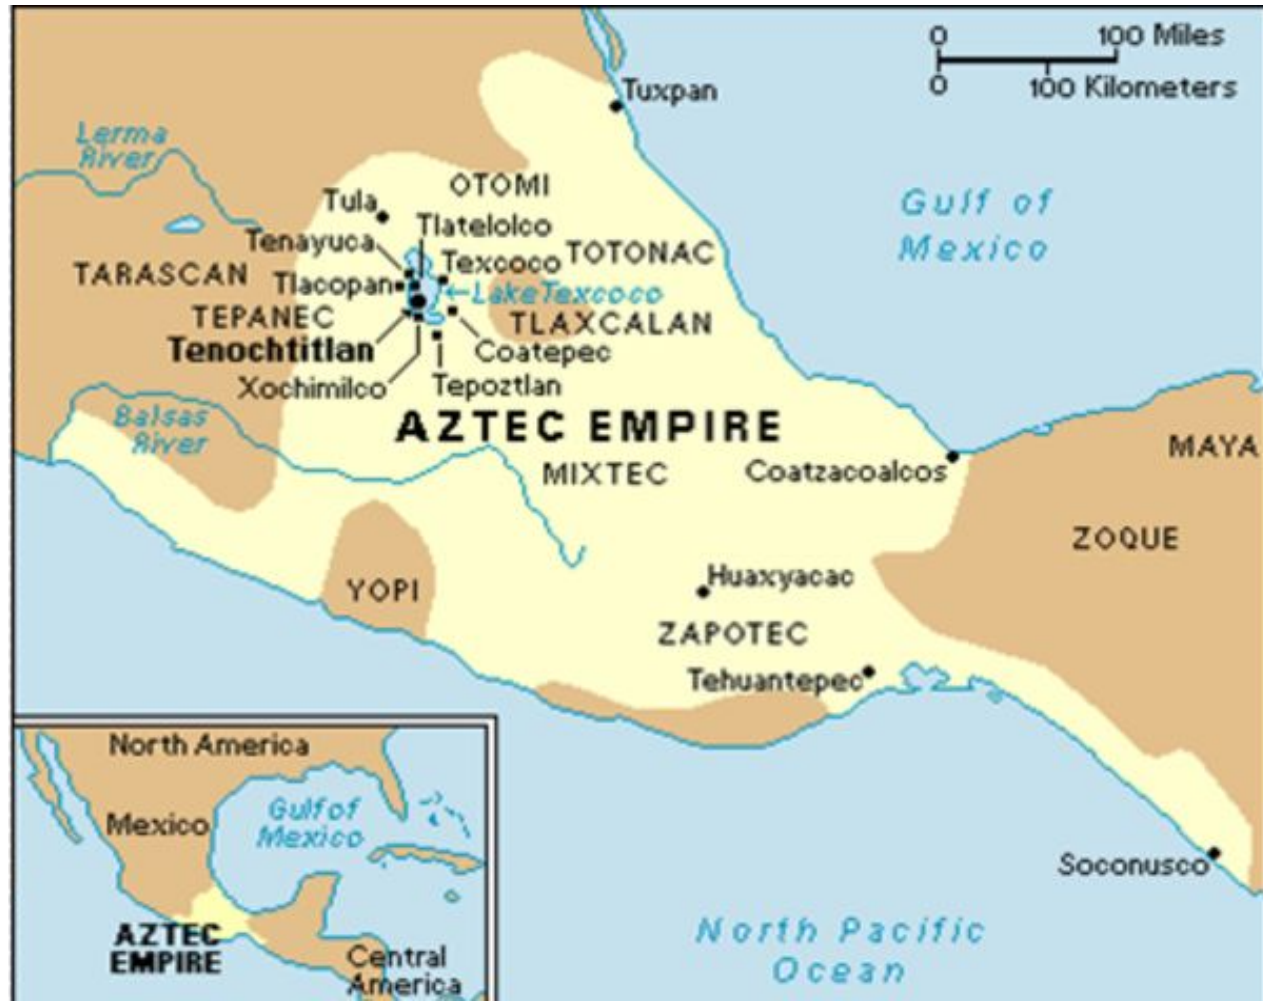 0 100 Miles
0 100 Kilometers
Tuxpan
Lerma
River
Gulf of
Mexico
OTOMI
Tula
Tlatelolco
Tenayuca
Texcoco
TOTONAC
TARASCAN
Tlacopan
←Lake Texcoco
TEPANEC
TLAXCALAN
Tenochtitlan
Coatepec
Xochimilco
Tepoztlan
Balsas
River
AZTEC EMPIRE
MAYA
MIXTEC
Coatzacoalcos
ZOQUE
YOPI
Huaxyacac
ZAPOTEC
Tehuantepec
North America
Gulf of
Mexico
Mexico
Soconusco
AZTEC
EMPIRE
Central
America
North Pacific
Ocean